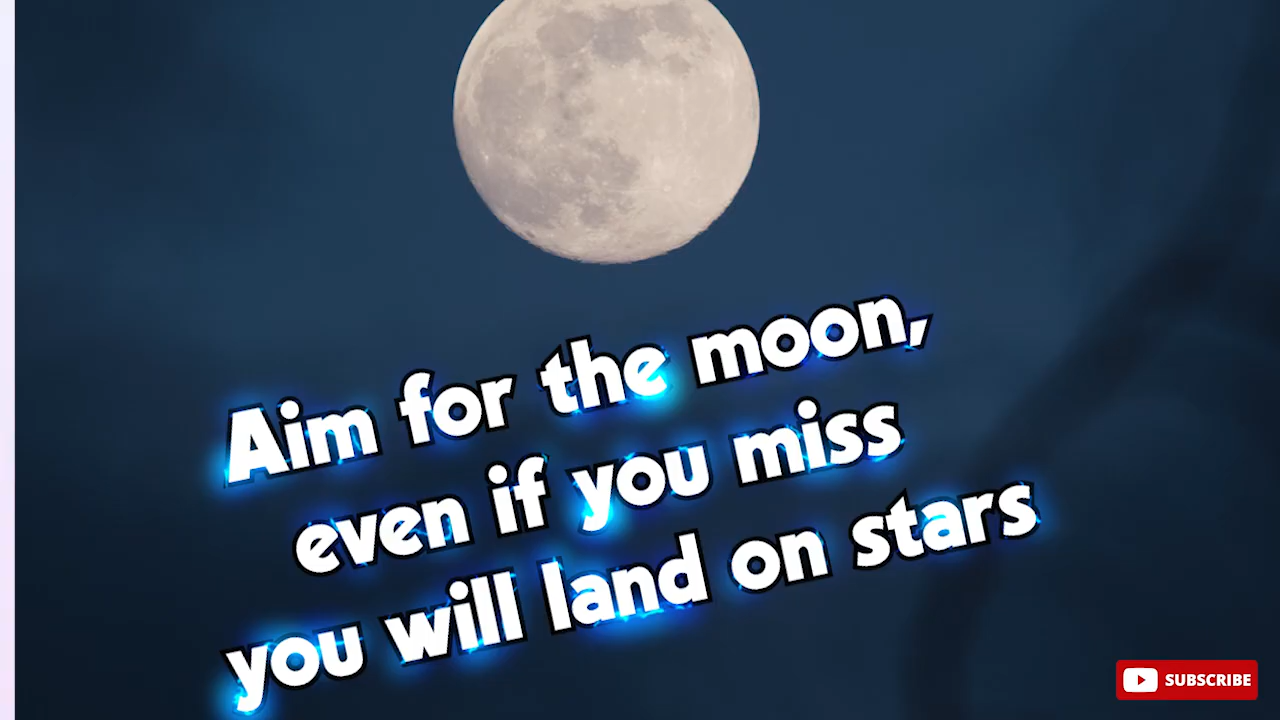 Aim for the moon,
even if you miss
you will land on stars
SUBSCRIBE